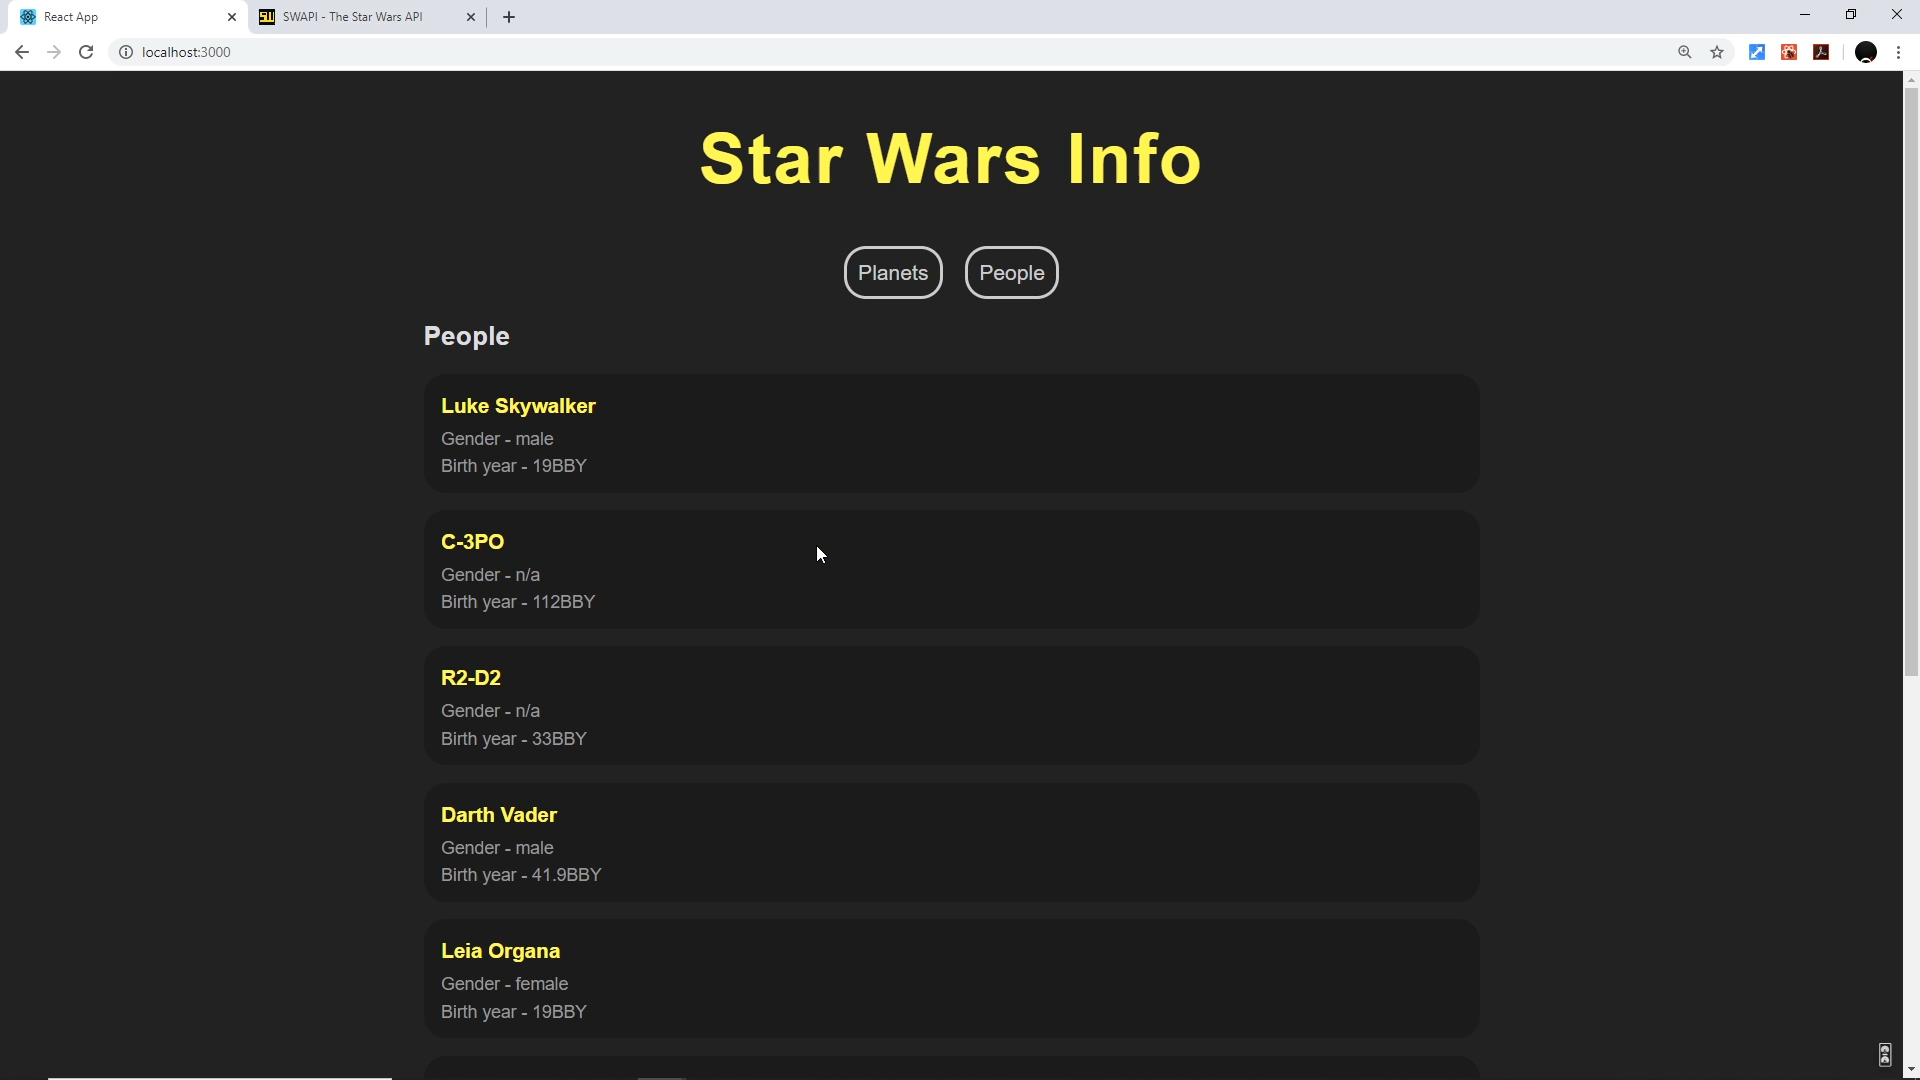 React App
SWAPI - The Star Wars API
localhost:3000
Star Wars Info
Planets
People
People
Luke Skywalker
Gender - male
Birth year - 19BBY
C-3PO
Gender - n/a
Birth year - 112BBY
R2-D2
Gender - n/a
Birth year - 33BBY
Darth Vader
Gender - male
Birth year - 41.9BBY
Leia Organa
Gender - female
Birth year - 19BBY